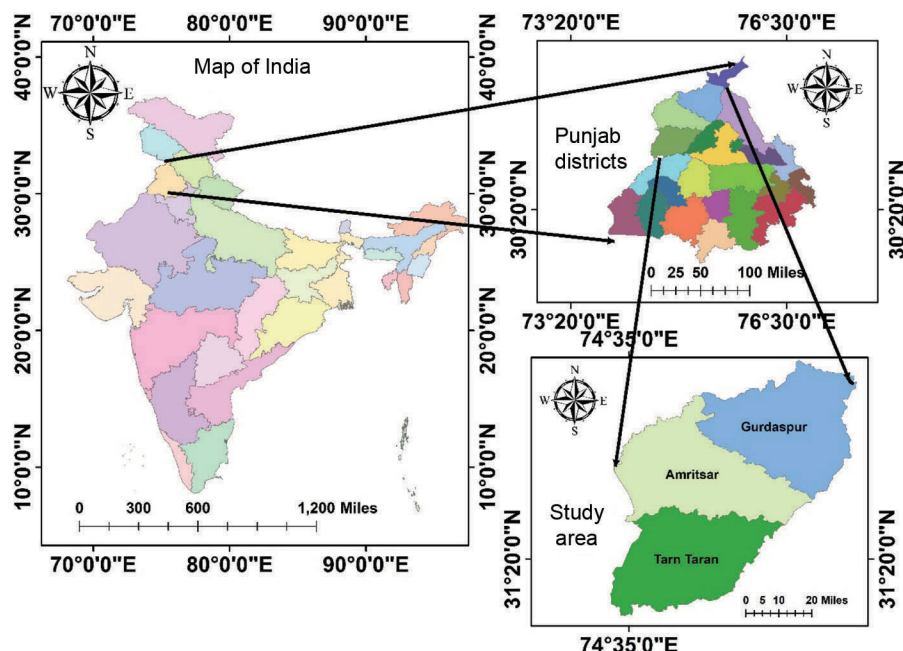 70°0'0"E 80°0'0"E 90°0'0"E
Map of India
N
W E
S
40°0'0"N
30°0'0"N
20°0'0"N
10°0'0"N
40°0'0"N
30°0'0"N
20°0'0"N
10°0'0"N
0 300 600 1,200 Miles
70°0'0"E 80°0'0"E 90°0'0"E
73°20'0"E 76°30'0"E
N
W E
S
Punjab
districts
30°20'0"N
30°20'0"N
0 25 50 100 Miles
73°20'0"E 76°30'0"E
74°35'0"E
N
W E
S
Gurdaspur
Amritsar
Study
area
Tarn Taran
31°20'0"N
31°20'0"N
0 5 10 20 Miles
74°35'0"E